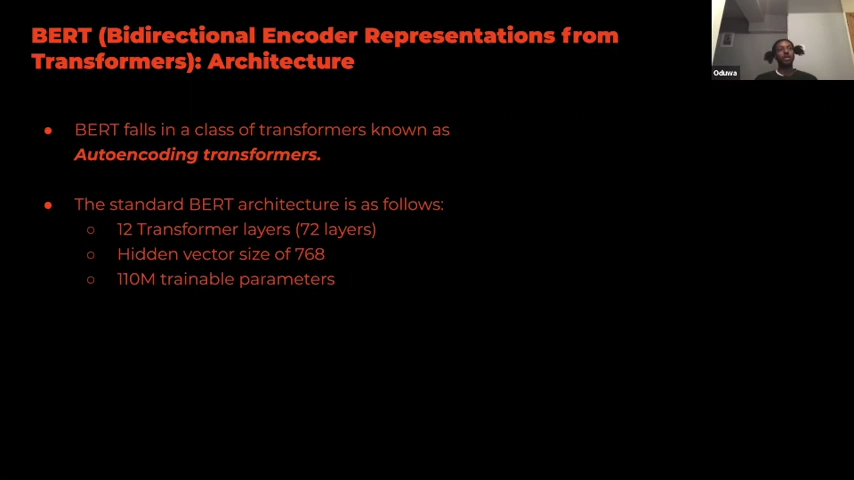 BERT (Bidirectional Encoder Representations from
Transformers): Architecture
Oduwa
● BERT falls in a class of transformers known as
Autoencoding transformers.
● The standard BERT architecture is as follows:
○ 12 Transformer layers (72 layers)
○ Hidden vector size of 768
○ 110M trainable parameters